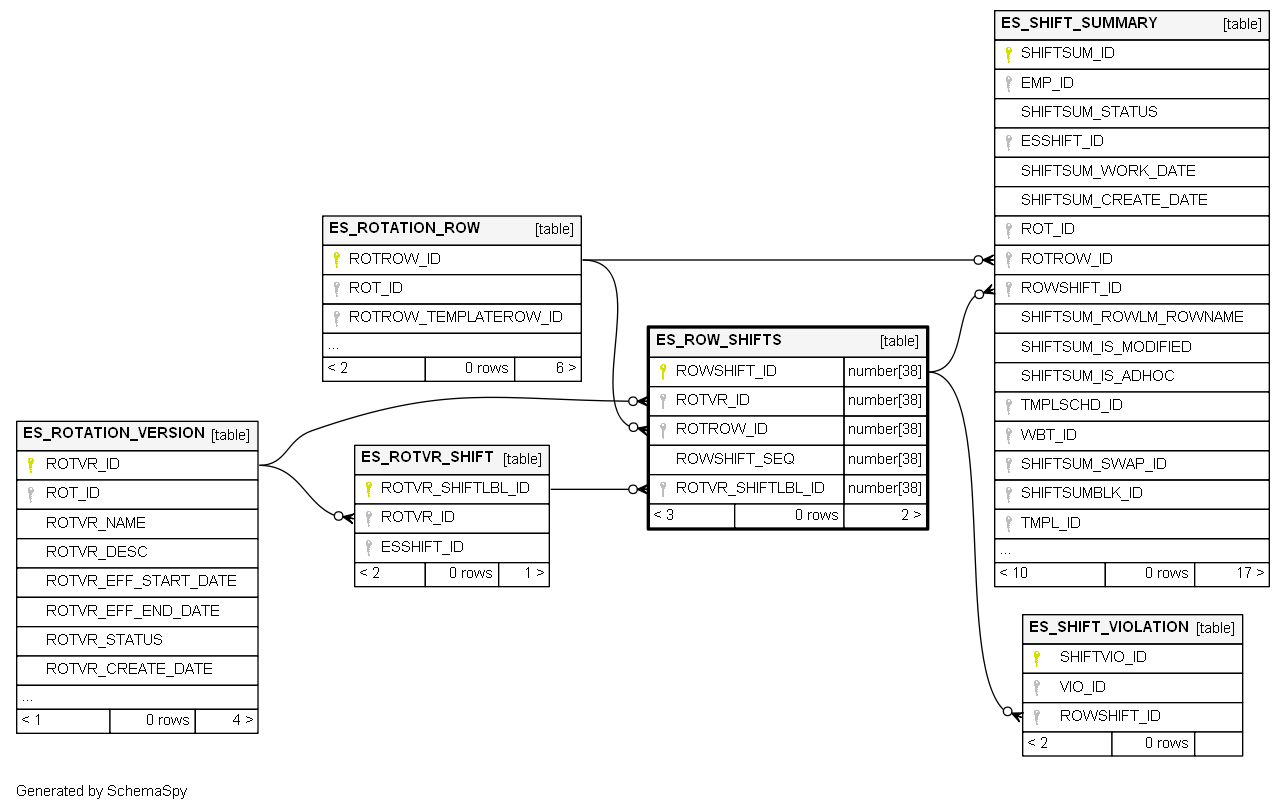 ES_SHIFT_SUMMARY [table]
SHIFTSUM_ID
EMP_ID
SHIFTSUM_STATUS
ESSHIFT_ID
SHIFTSUM_WORK_DATE
SHIFTSUM_CREATE_DATE
ROT_ID
ROTROW_ID
ROWSHIFT_ID
SHIFTSUM_ROWLM_ROWNAME
SHIFTSUM_IS_MODIFIED
SHIFTSUM_IS_ADHOC
TMPLSCHD_ID
WBT_ID
SHIFTSUM_SWAP_ID
SHIFTSUMBLK_ID
TMPL_ID
...
< 10 0 rows 17 >
ES_ROTATION_ROW [table]
ROTROW_ID
ROT_ID
ROTROW_TEMPLATEROW_ID
...
< 2 0 rows 6 >
ES_ROW_SHIFTS [table]
ROWSHIFT_ID number[38]
ROTVR_ID number[38]
ROTROW_ID number[38]
ROWSHIFT_SEQ number[38]
ROTVR_SHIFTLBL_ID number[38]
< 3 0 rows 2 >
ES_ROTATION_VERSION [table]
ROTVR_ID
ROT_ID
ROTVR_NAME
ROTVR_DESC
ROTVR_EFF_START_DATE
ROTVR_EFF_END_DATE
ROTVR_STATUS
ROTVR_CREATE_DATE
...
< 1 0 rows 4 >
ES_ROTVR_SHIFT [table]
ROTVR_SHIFTLBL_ID
ROTVR_ID
ESSHIFT_ID
< 2 0 rows 1 >
ES_SHIFT_VIOLATION [table]
SHIFTVIO_ID
VIO_ID
ROWSHIFT_ID
< 2 0 rows
Generated by SchemaSpy